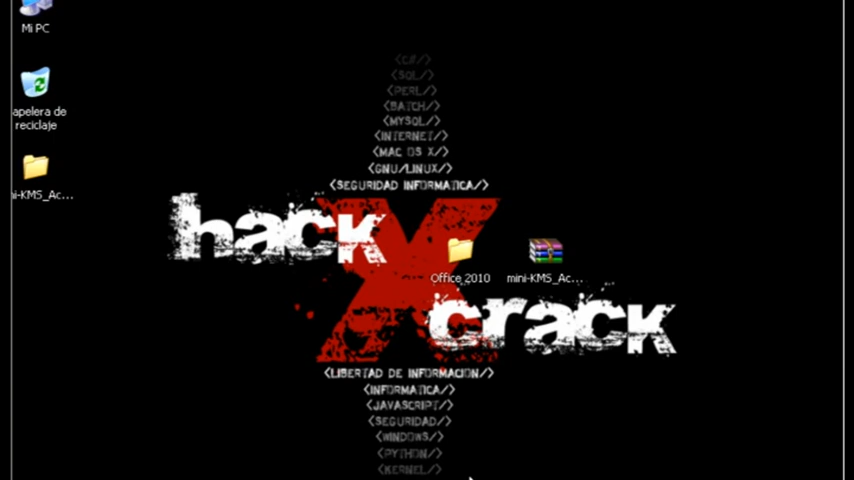 Mi PC
apelera de
reciclaje
i-KMS_Ac...
<C#/>
<SQL/>
<PERL/>
<BATCH/>
<MYSQL/>
<INTERNET/>
<MAC OS X/>
<GNU/LINUX/>
<SEGURIDAD INFORMATICA/>
hack
X
Office 2010
mini-KMS_Ac...
crack
<LIBERTAD DE INFORMACION/>
<INFORMATICA/>
<JAVASCRIPT/>
<SEGURIDAD/>
<WINDOWS/>
<PYTHON/>
<KERNEL/>